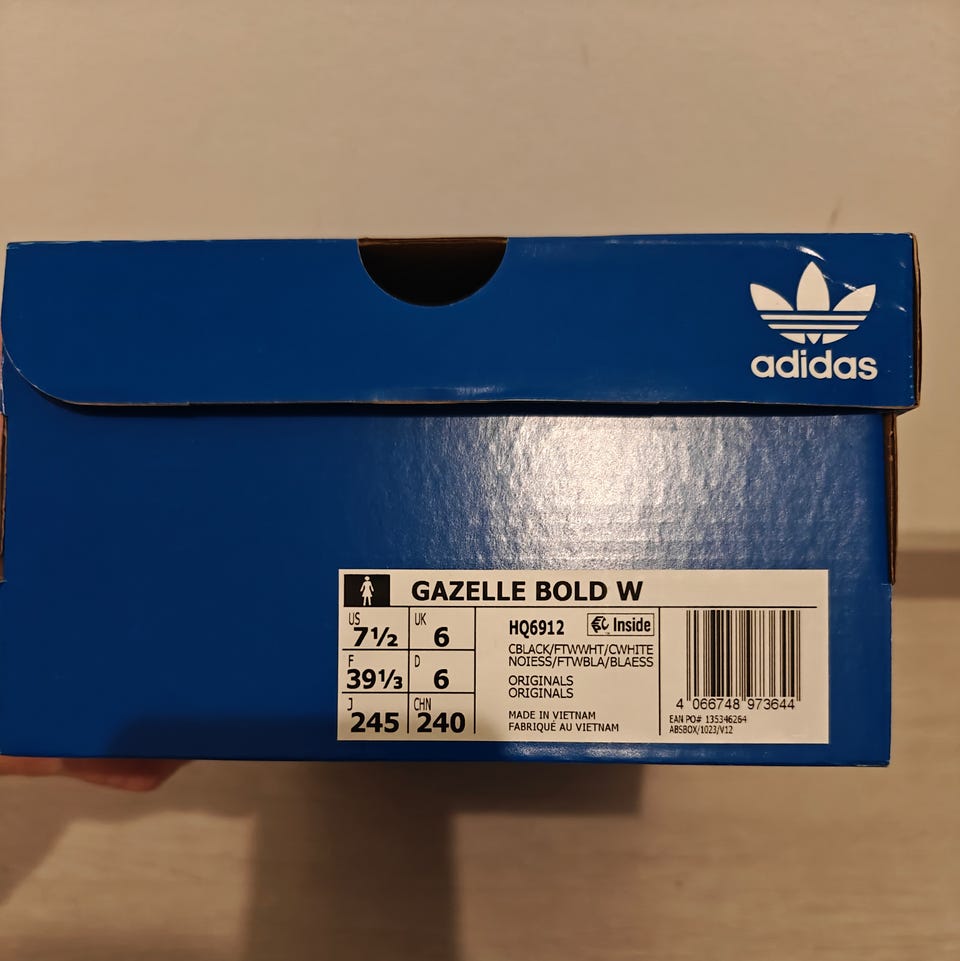 adidas
GAZELLE BOLD W
US
7½
UK
6
F
39⅓
D
6
J
245
CHN
240
HQ6912
Inside
CBLACK/FTWWHT/CWHITE
NOIESS/FTWBLA/BLAESS
ORIGINALS
ORIGINALS
MADE IN VIETNAM
FABRIQUÉ AU VIETNAM
4 066748 973644
EAN PO# 135346264
ABSBOX/1023/V12